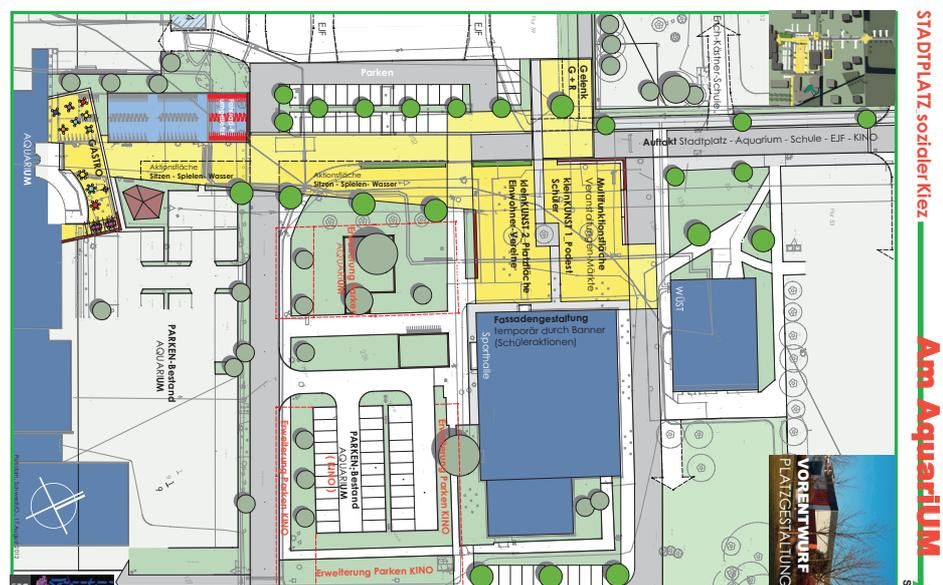 STADTPLATZ SozialerKiez
Am AquariUM
VORENTWURF
PLATZGESTALTUNG
EJF
EJF
Parken
Gelenk
G + R
Erich-Kästner-Schule
Auftakt Stadtplatz - Aquarium - Schule - EJF - KINO
AQUARIUM
GASTRO
Aktionsfläche
Sitzen - Spielen- Wasser
Aktionsfläche
Sitzen - Spielen- Wasser
Multifunktionsfläche
Veranstaltungen-Märkte
kleinKUNST 1 Podest
Schüler
kleinKUNST 2 Platzfläche
Einwohner-Vereine
Erweiterung Parken
AQUARIUM
WÜST
Fassadengestaltung
temporär durch Banner
(Schüleraktionen)
Sporthalle
PARKEN-Bestand
AQUARIUM
PARKEN-Bestand
AQUARIUM
( KINO )
Erweiterung Parken KINO
Erweiterung Parken KINO
Erweiterung Parken KINO